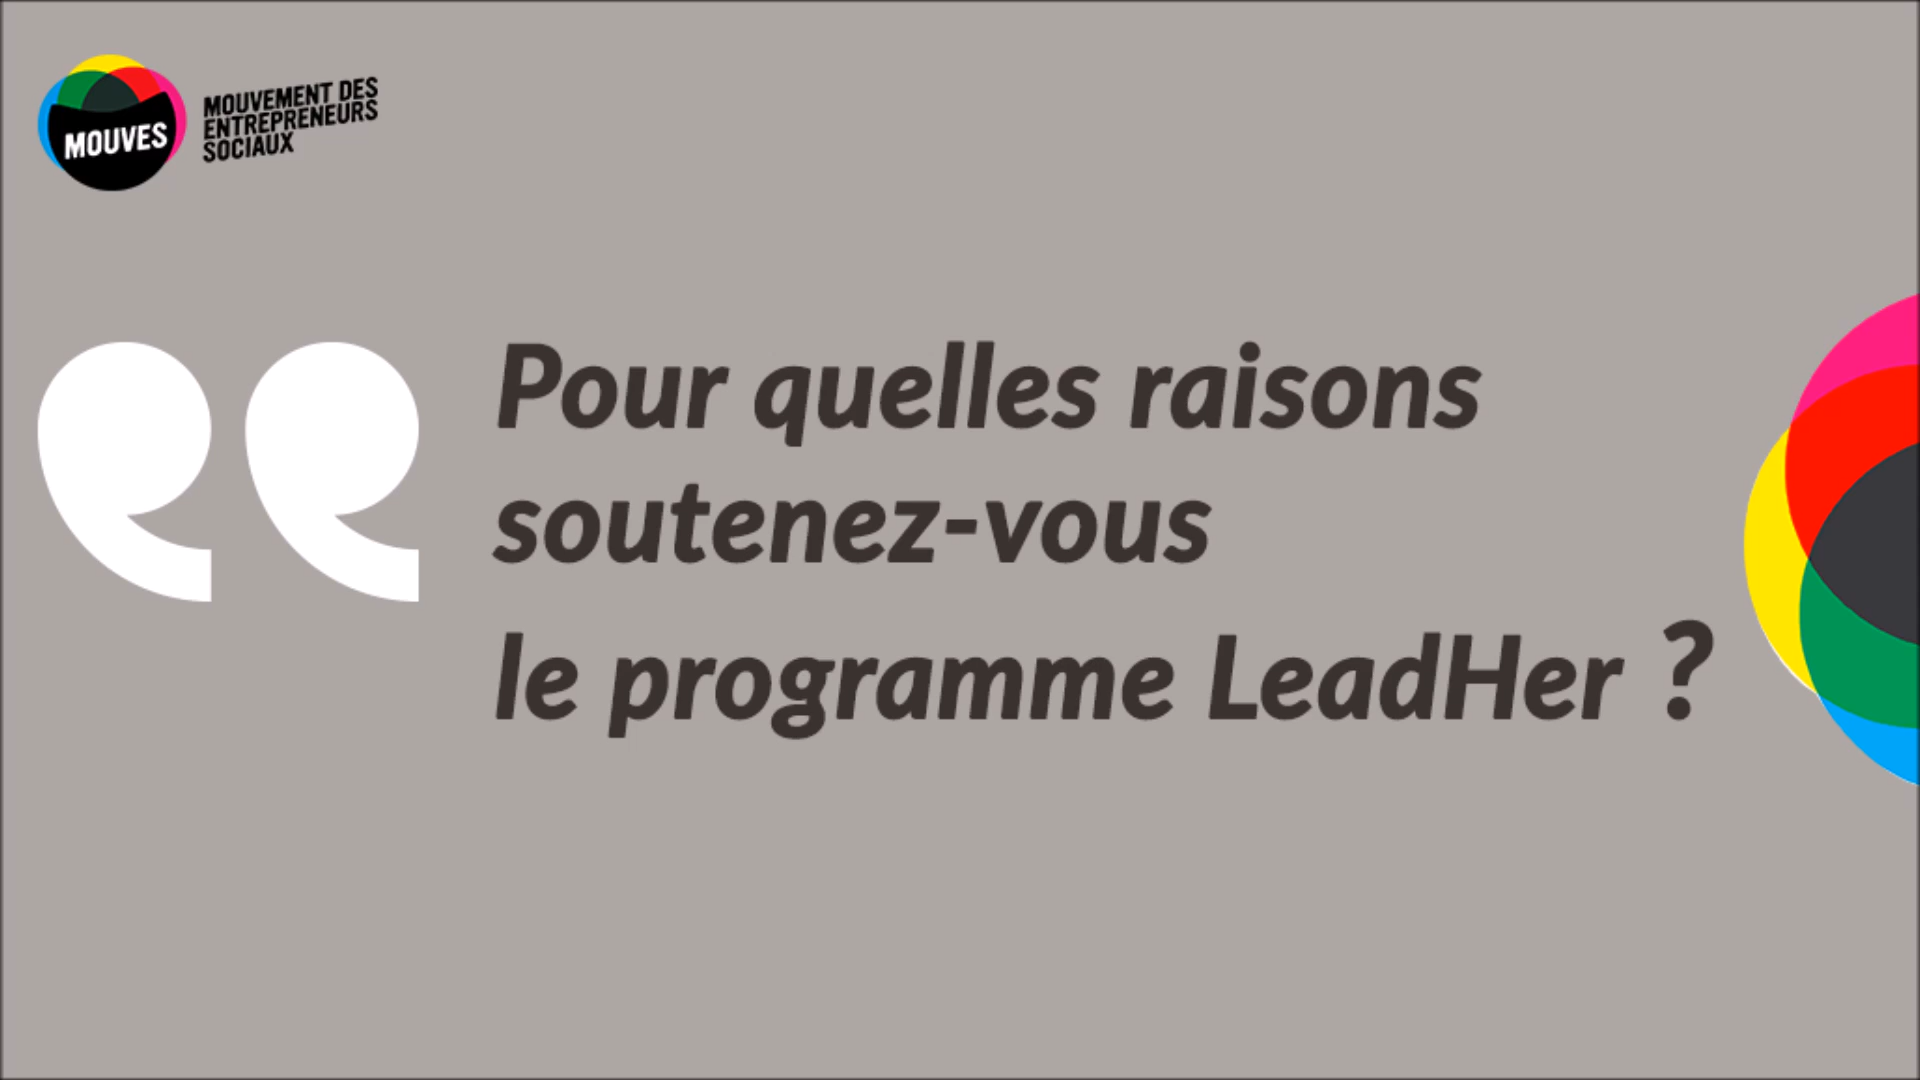 MOUVES
MOUVEMENT DES
ENTREPRENEURS
SOCIAUX
Pour quelles raisons
soutenez-vous
le programme LeadHer ?